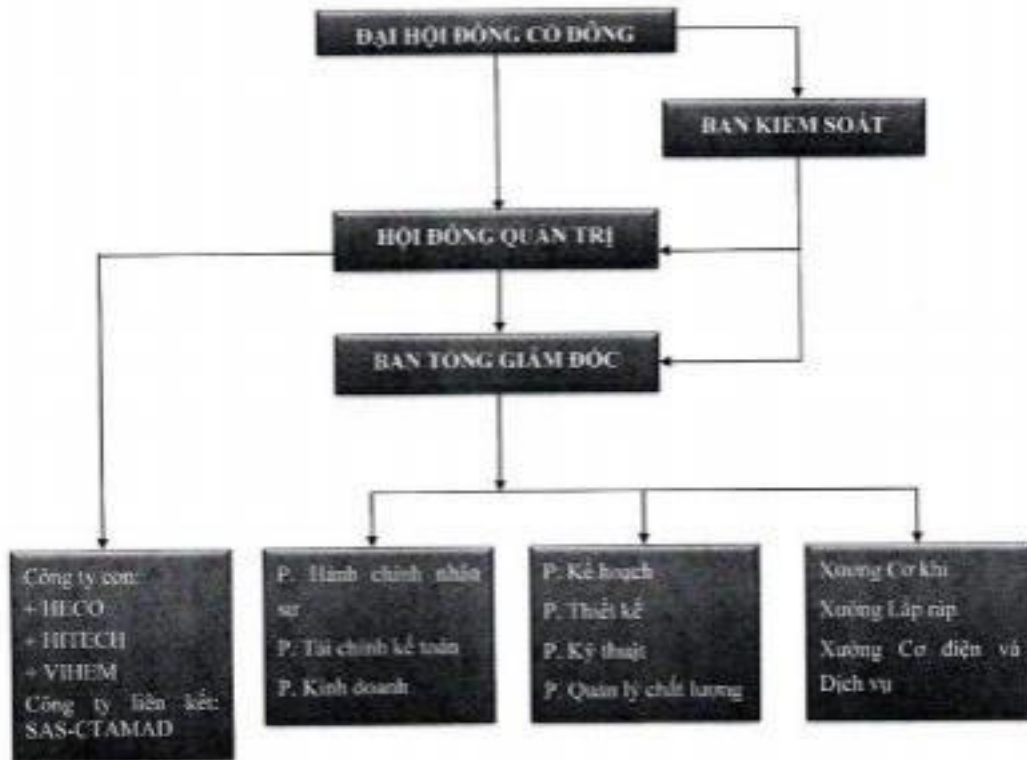 ĐẠI HỘI ĐỒNG CỔ ĐÔNG
BAN KIỂM SOÁT
HỘI ĐỒNG QUẢN TRỊ
BAN TỔNG GIÁM ĐỐC
Công ty con:
+ HECO
+ HITECH
+ VIHEM
Công ty liên kết:
SAS-CTAMAD
P. Hành chính nhân
sự
P. Tài chính kế toán
P. Kinh doanh
P. Kế hoạch
P. Thiết kế
P. Kỹ thuật
P. Quản lý chất lượng
Xưởng Cơ khí
Xưởng Lắp ráp
Xưởng Cơ điện và
Dịch vụ